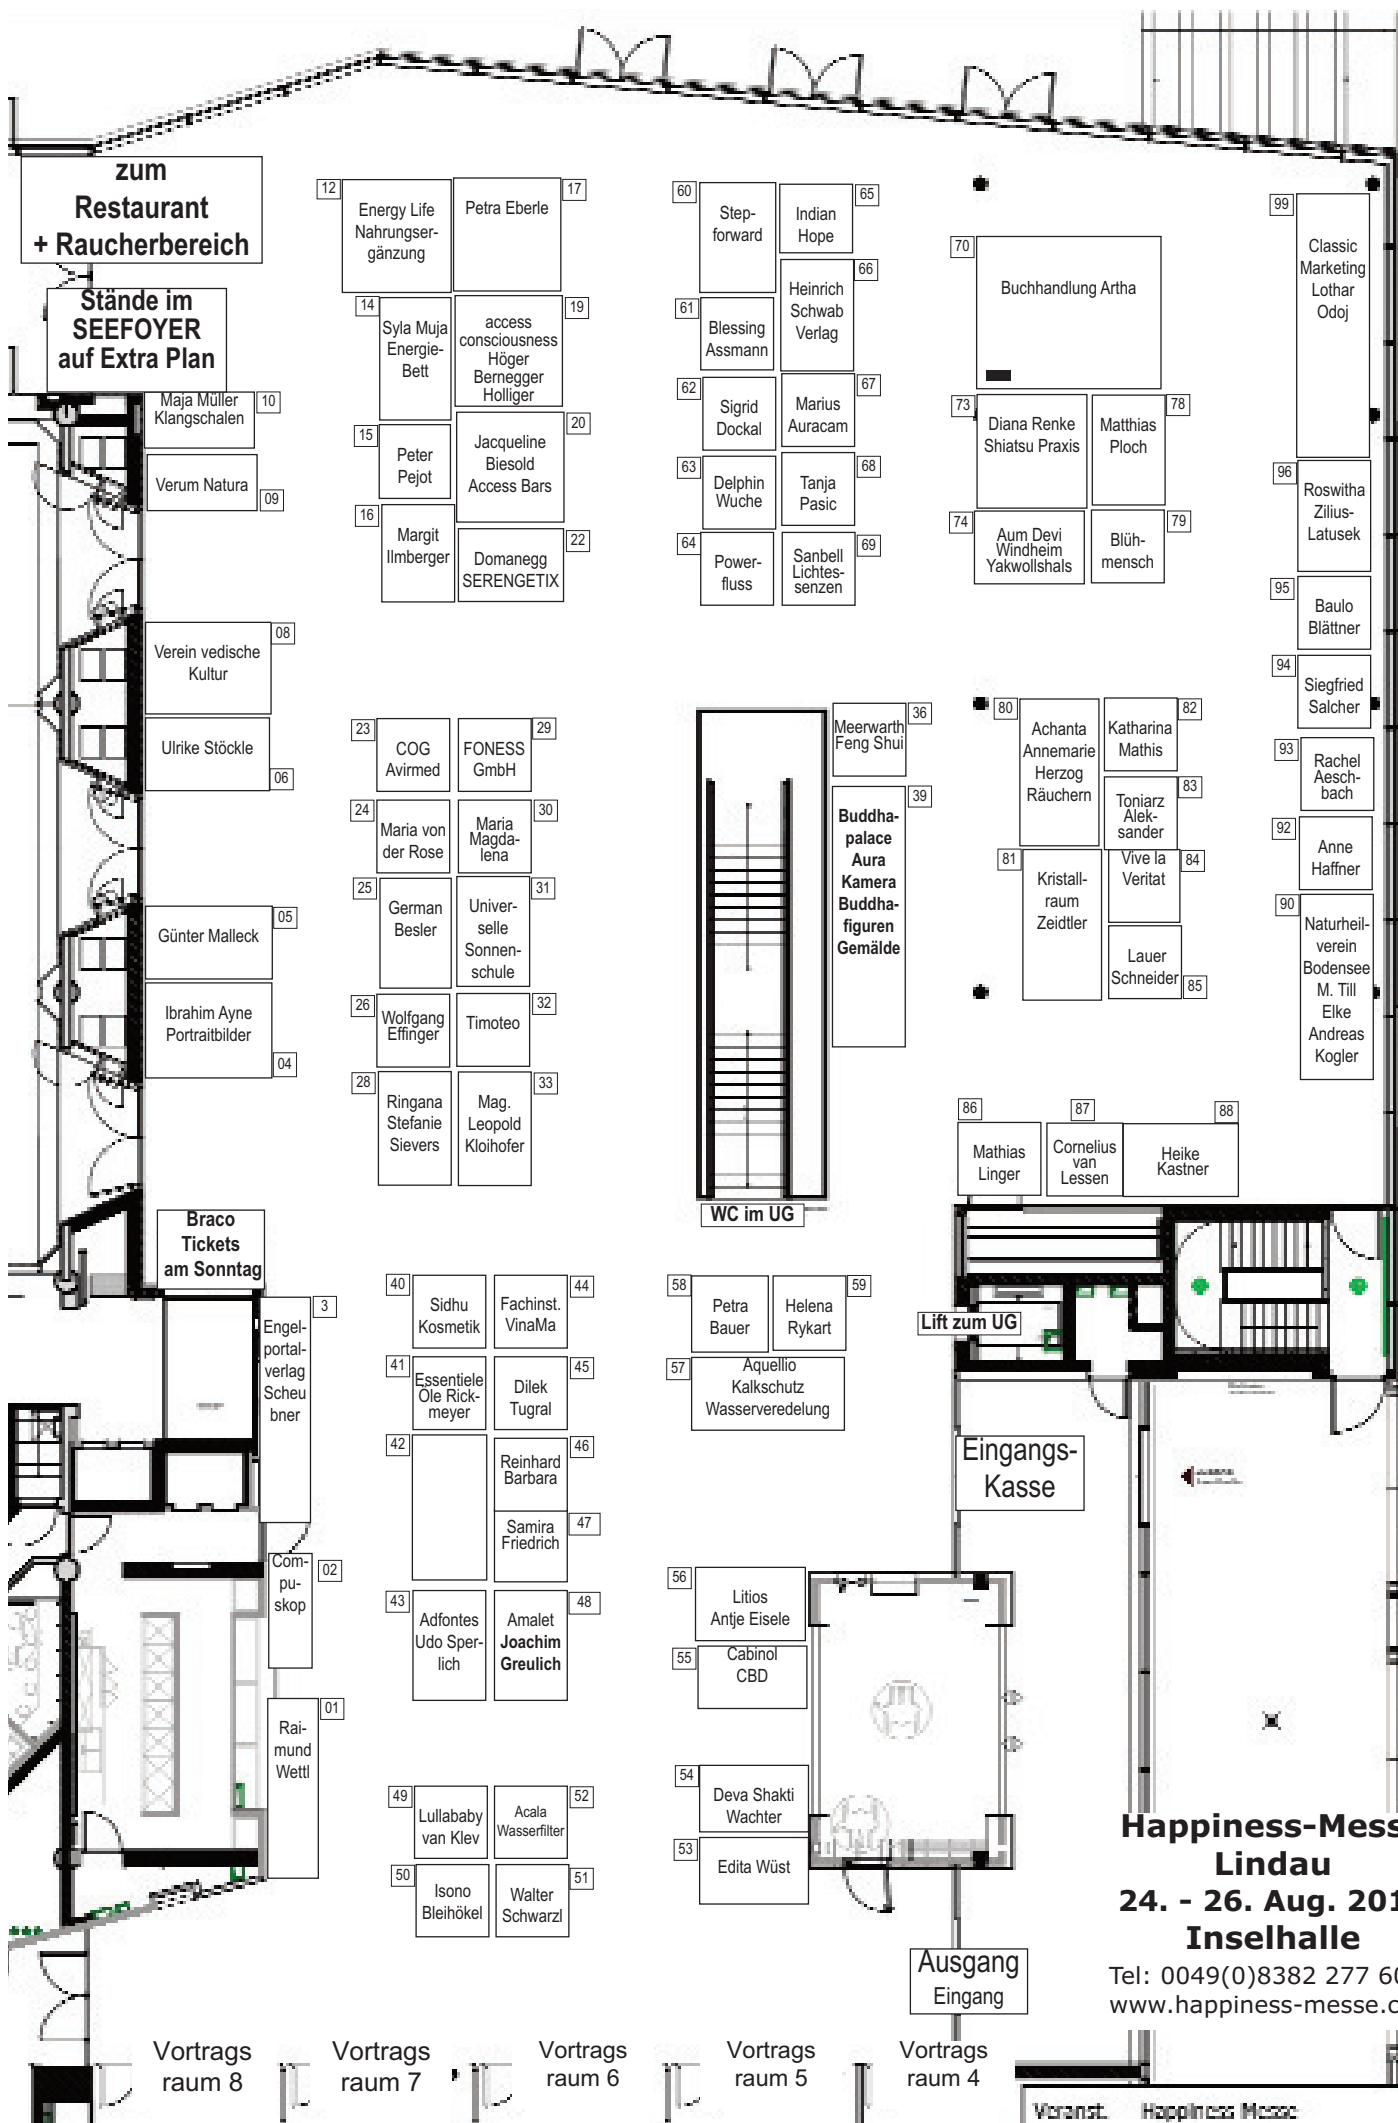 zum
Restaurant
+ Raucherbereich
Stände im
SEEFOYER
auf Extra Plan
10
Maja Müller
Klangschalen
Verum Natura
09
08
Verein vedische
Kultur
Ulrike Stöckle
06
05
Günter Malleck
Ibrahim Ayne
Portraitbilder
04
Braco
Tickets
am Sonntag
3
Engel-
portal-
verlag
Scheu
bner
02
Com-
pu-
skop
01
Rai-
mund
Wettl
12
Energy Life
Nahrungser-
gänzung
17
Petra Eberle
14
Syla Muja
Energie-
Bett
19
access
consciousness
Höger
Bernegger
Holliger
15
Peter
Pejot
20
Jacqueline
Biesold
Access Bars
16
Margit
Ilmberger
22
Domanegg
SERENGETIX
23
COG
Avirmed
29
FONESS
GmbH
24
Maria von
der Rose
30
Maria
Magda-
lena
25
German
Besler
31
Univer-
selle
Sonnen-
schule
26
Wolfgang
Effinger
32
Timoteo
28
Ringana
Stefanie
Sievers
33
Mag.
Leopold
Kloihofer
40
Sidhu
Kosmetik
44
Fachinst.
VinaMa
41
Essentiele
Öle Rick-
meyer
45
Dilek
Tugral
42
46
Reinhard
Barbara
47
Samira
Friedrich
43
Adfontes
Udo Sper-
lich
48
Amalet
Joachim
Greulich
49
Lullababy
van Klev
52
Acala
Wasserfilter
50
Isono
Bleihökel
51
Walter
Schwarzl
60
Step-
forward
65
Indian
Hope
66
Heinrich
Schwab
Verlag
61
Blessing
Assmann
62
Sigrid
Dockal
67
Marius
Auracam
63
Delphin
Wuche
68
Tanja
Pasic
64
Power-
fluss
69
Sanbell
Lichtes-
senzen
36
Meerwarth
Feng Shui
39
Buddha-
palace
Aura
Kamera
Buddha-
figuren
Gemälde
WC im UG
58
Petra
Bauer
59
Helena
Rykart
57
Aquellio
Kalkschutz
Wasserveredelung
56
Litios
Antje Eisele
55
Cabinol
CBD
54
Deva Shakti
Wachter
53
Edita Wüst
70
Buchhandlung Artha
73
Diana Renke
Shiatsu Praxis
78
Matthias
Ploch
74
Aum Devi
Windheim
Yakwollshals
79
Blüh-
mensch
80
Achanta
Annemarie
Herzog
Räuchern
82
Katharina
Mathis
83
Toniarz
Alek-
sander
81
Kristall-
raum
Zeidtler
84
Vive la
Veritat
Lauer
Schneider
85
86
Mathias
Linger
87
Cornelius
van
Lessen
88
Heike
Kastner
99
Classic
Marketing
Lothar
Odoj
96
Roswitha
Zilius-
Latusek
95
Baulo
Blättner
94
Siegfried
Salcher
93
Rachel
Aesch-
bach
92
Anne
Haffner
90
Naturheil-
verein
Bodensee
M. Till
Elke
Andreas
Kogler
Lift zum UG
Eingangs-
Kasse
Ausgang
Eingang
Happiness-Mess
Lindau
24. - 26. Aug. 201
Inselhalle
Tel: 0049(0)8382 277 60
www.happiness-messe.c
Vortrags
raum 8
Vortrags
raum 7
Vortrags
raum 6
Vortrags
raum 5
Vortrags
raum 4
Veranst. Happiness Messe